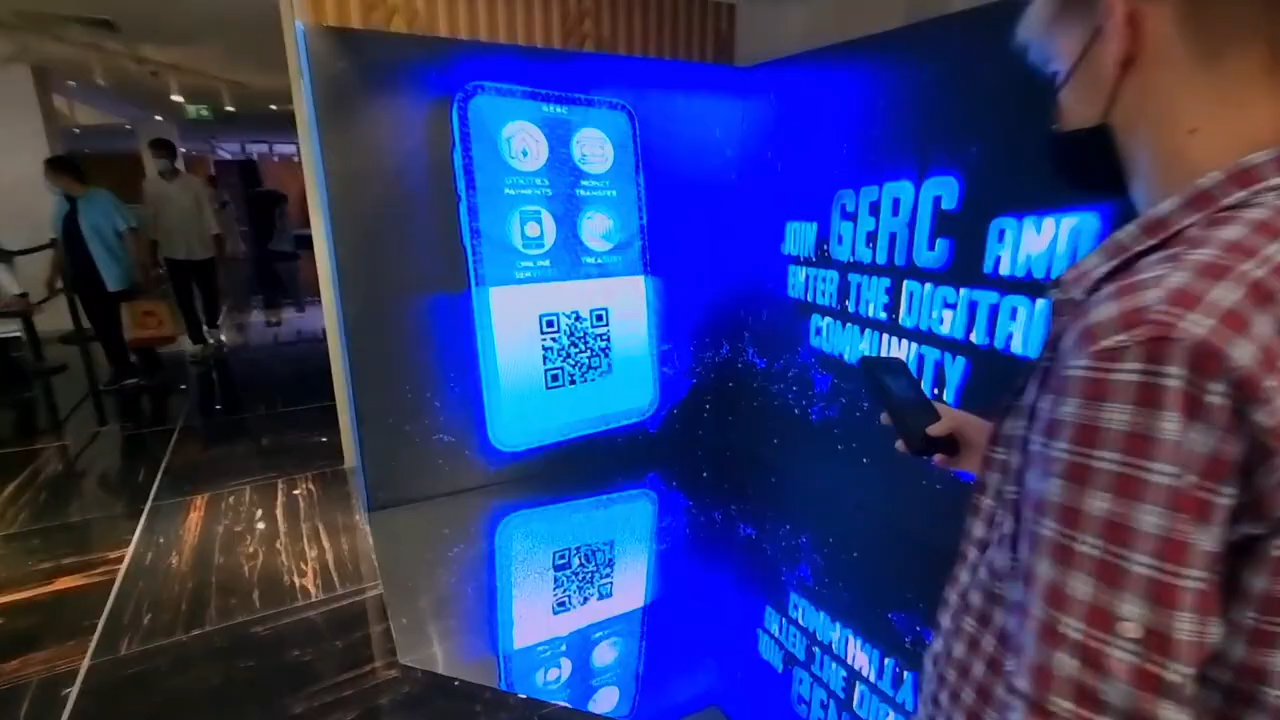 GERC
UTILITIES
PAYMENTS
MONEY
TRANSFER
ONLINE
SERVICES
TREASURY
JOIN GERC AND
ENTER THE DIGITAL
COMMUNITY